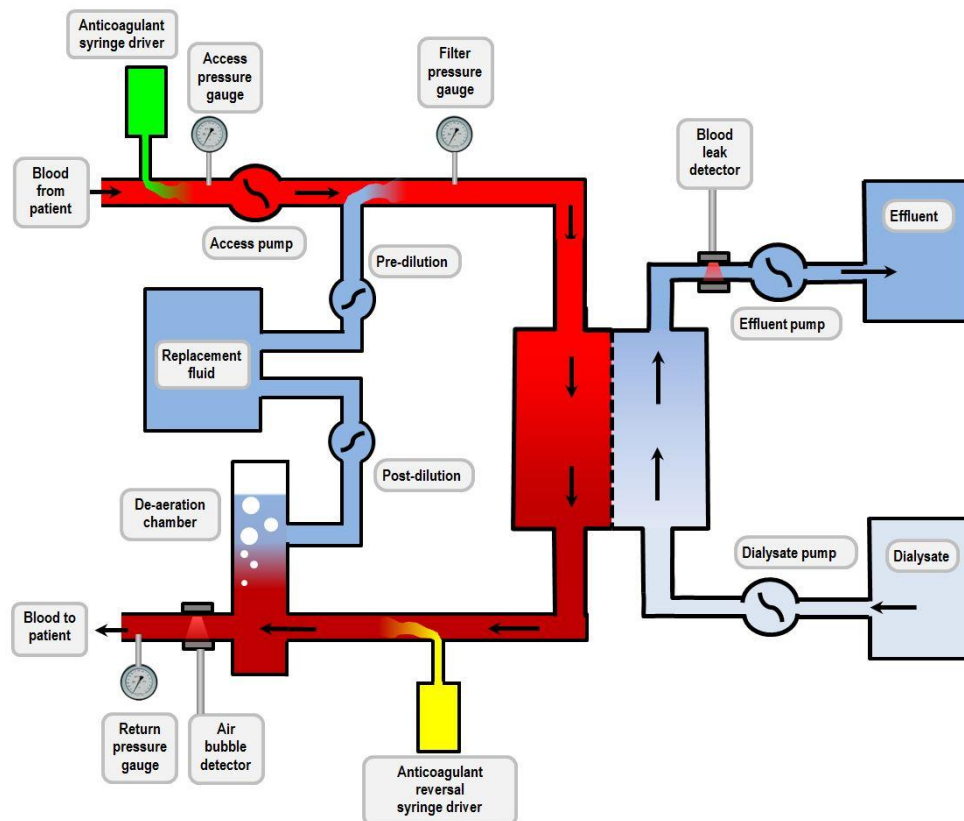 Anticoagulant
syringe driver
Access
pressure
gauge
Filter
pressure
gauge
Blood
leak
detector
Blood
from
patient
Effluent
Access pump
Pre-dilution
Effluent pump
Replacement
fluid
Post-dilution
De-aeration
chamber
Dialysate pump
Dialysate
Blood to
patient
Return
pressure
gauge
Air
bubble
detector
Anticoagulant
reversal
syringe driver